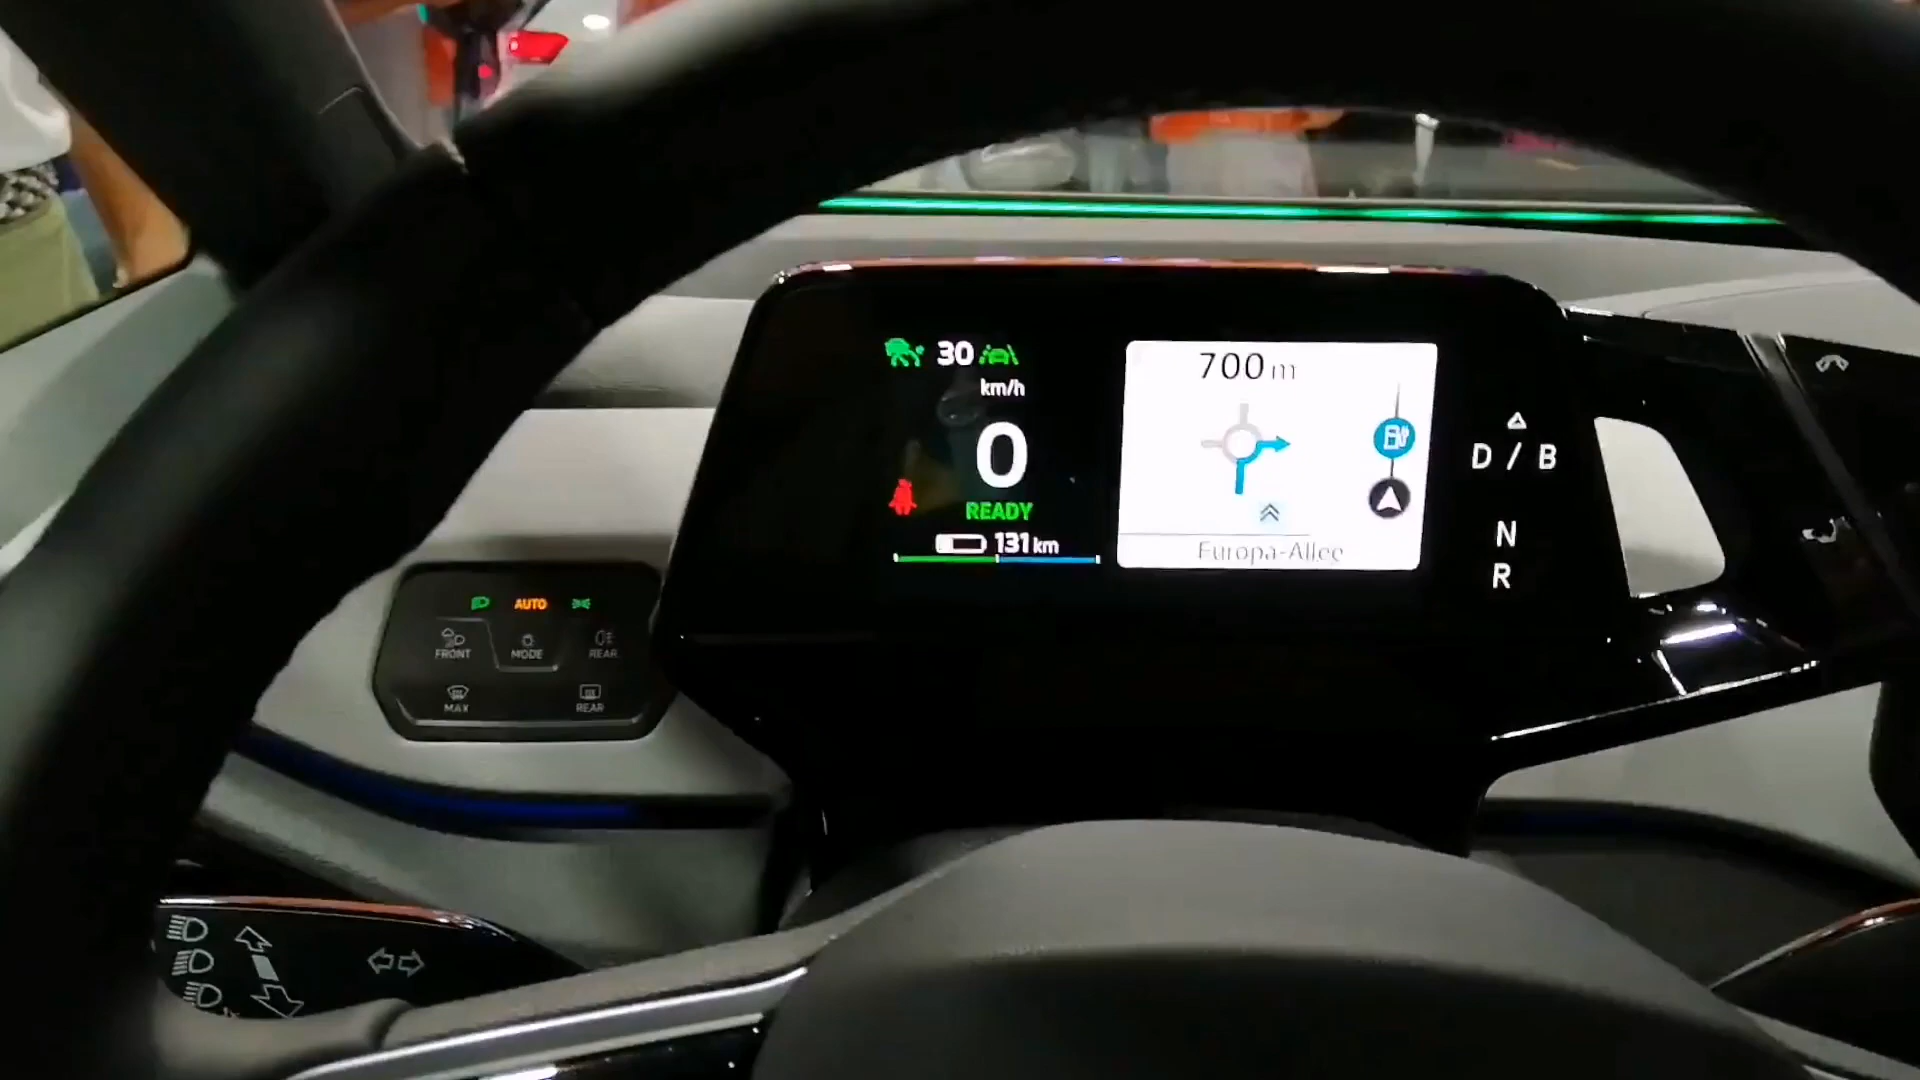 30
km/h
0
READY
131 km
700 m
Europa-Allee
D / B
N
R
AUTO
FRONT
MODE
REAR
MAX
REAR